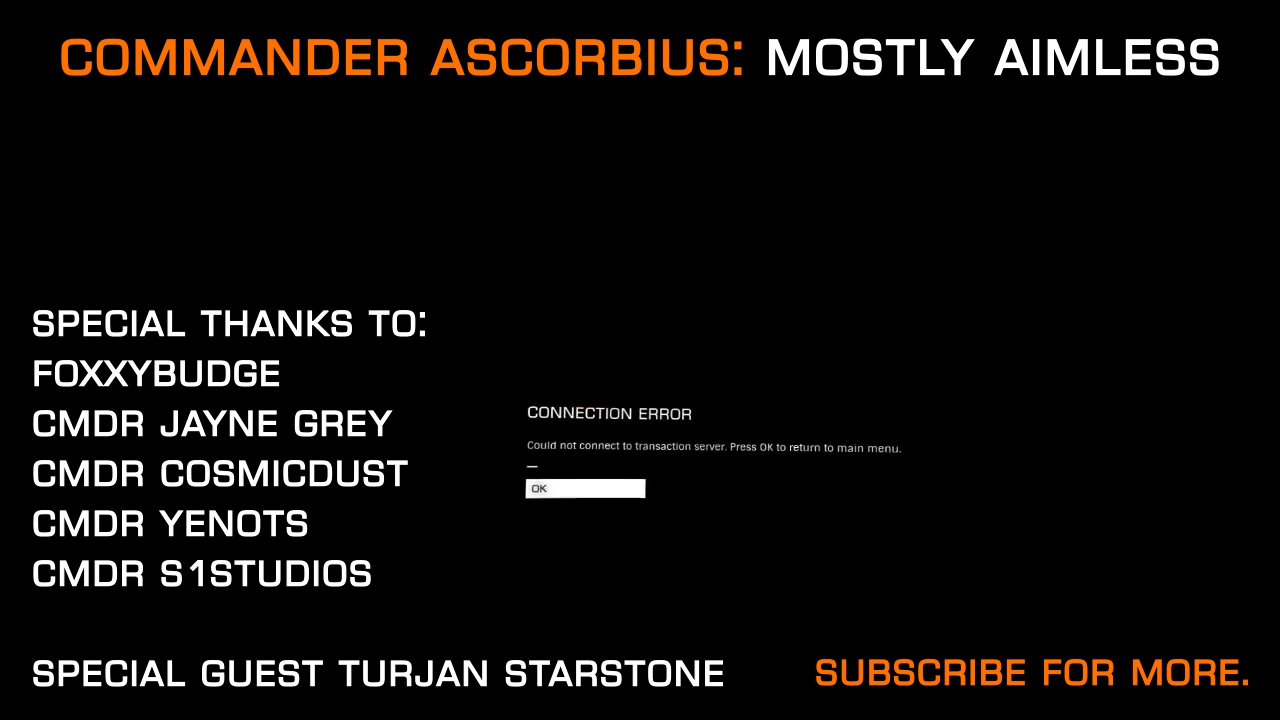 COMMANDER ASCORBIUS: MOSTLY AIMLESS
SPECIAL THANKS TO:
FOXXYBUDGE
CMDR JAYNE GREY
CMDR COSMICDUST
CMDR YENOTS
CMDR S1STUDIOS
CONNECTION ERROR
Could not connect to transaction server. Press OK to return to main menu.
OK
SPECIAL GUEST TURJAN STARSTONE
SUBSCRIBE FOR MORE.